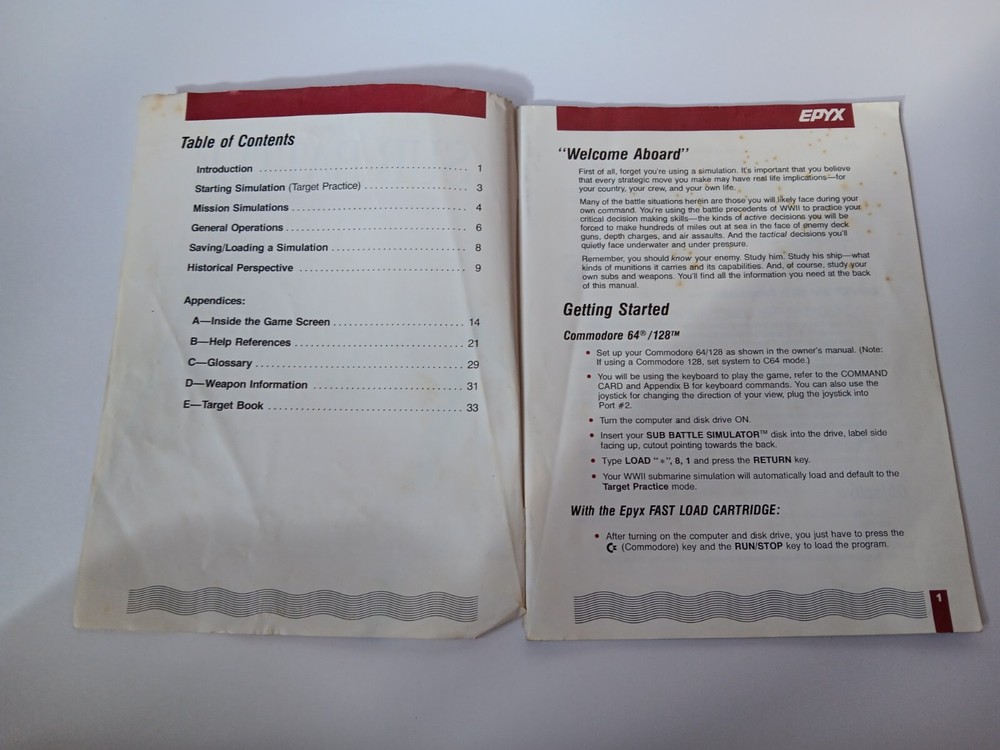 Table of Contents
Introduction ........ 1
Starting Simulation (Target Practice) ........ 3
Mission Simulations ........ 4
General Operations ........ 6
Saving/Loading a Simulation ........ 8
Historical Perspective ........ 9
Appendices:
A—Inside the Game Screen ........ 14
B—Help References ........ 21
C—Glossary ........ 29
D—Weapon Information ........ 31
E—Target Book ........ 33
EPYX
“Welcome Aboard”
First of all, forget you're using a simulation. It's important that you believe
that every strategic move you make may have real life implications—for
your country, your crew, and your own life.
Many of the battle situations herein are those you will likely face during your
own command. You're using the battle precedents of WWII to practice your
critical decision making skills—the kinds of active decisions you will be
forced to make hundreds of miles out at sea in the face of enemy deck
guns, depth charges, and air assaults. And the tactical decisions you'll
quietly face underwater and under pressure.
Remember, you should know your enemy. Study him. Study his ship—what
kinds of munitions it carries and its capabilities. And, of course, study your
own subs and weapons. You'll find all the information you need at the back
of this manual.
Getting Started
Commodore 64®/128™
• Set up your Commodore 64/128 as shown in the owner's manual. (Note:
If using a Commodore 128, set system to C64 mode.)
• You will be using the keyboard to play the game, refer to the COMMAND
CARD and Appendix B for keyboard commands. You can also use the
joystick for changing the direction of your view, plug the joystick into
Port #2.
• Turn the computer and disk drive ON.
• Insert your SUB BATTLE SIMULATOR™ disk into the drive, label side
facing up, cutout pointing towards the back.
• Type LOAD "*", 8, 1 and press the RETURN key.
• Your WWII submarine simulation will automatically load and default to the
Target Practice mode.
With the Epyx FAST LOAD CARTRIDGE:
• After turning on the computer and disk drive, you just have to press the
(Commodore) key and the RUN/STOP key to load the program.
1